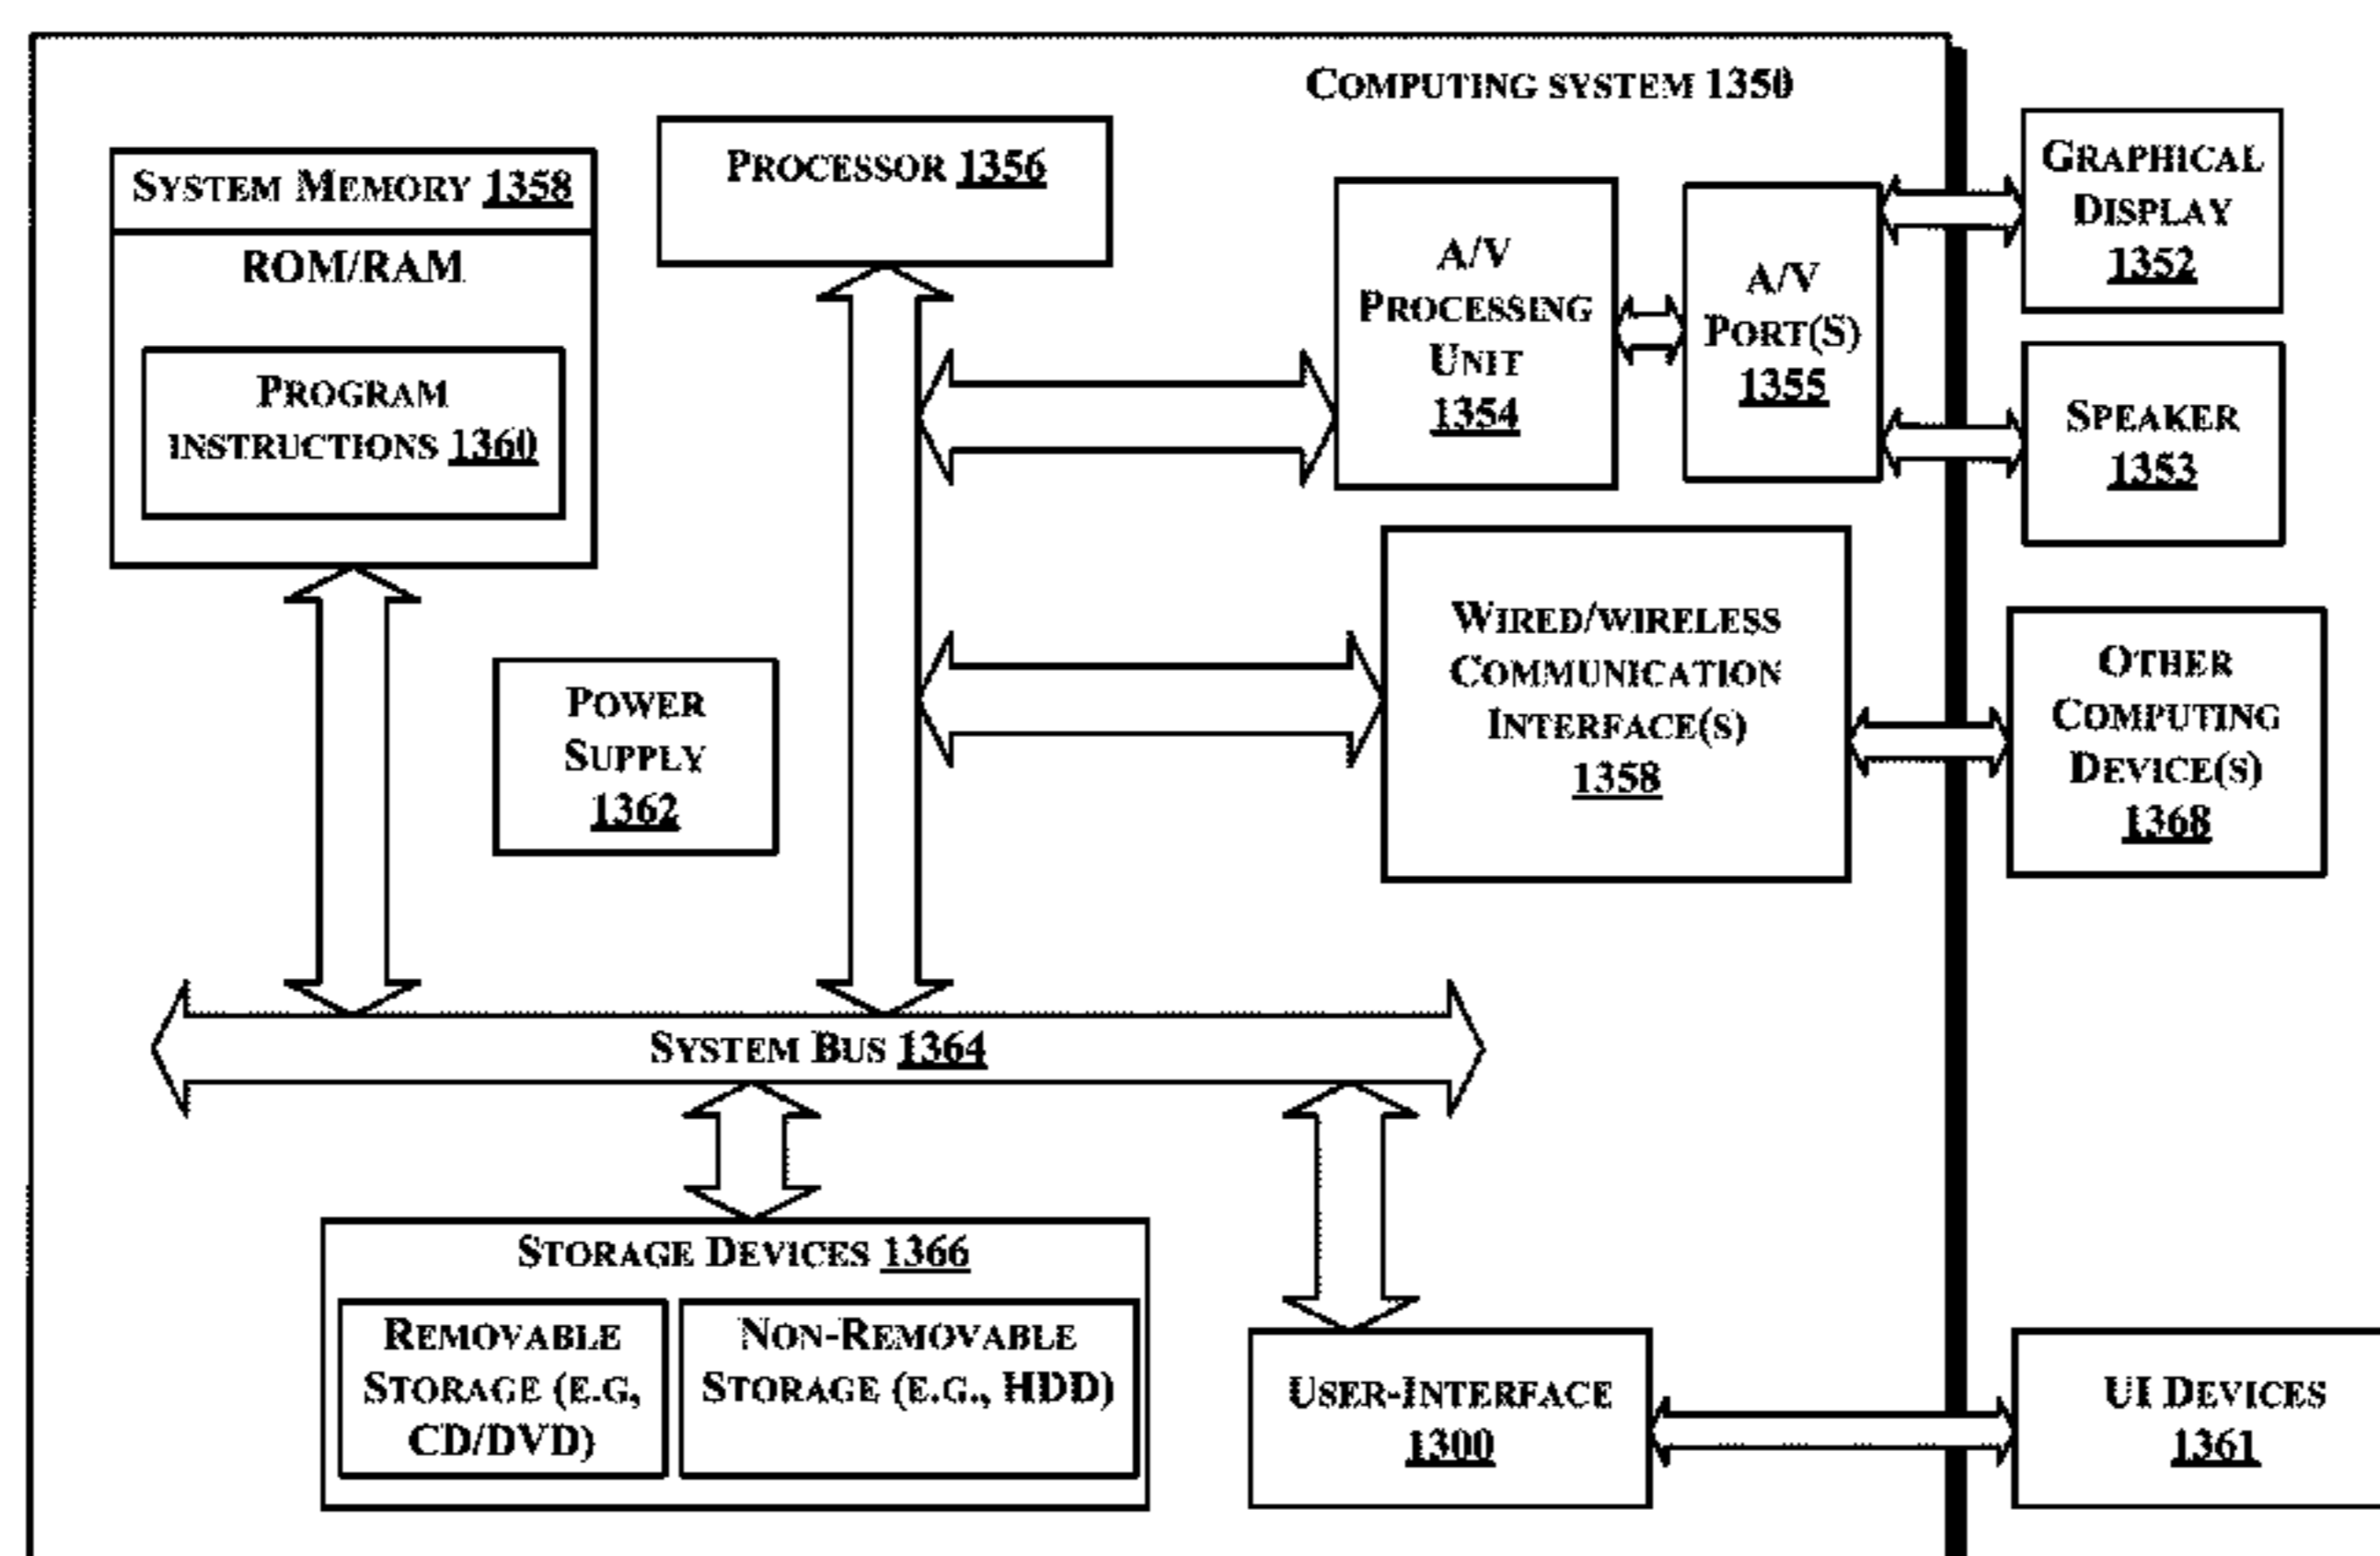 Computing system 1350
System Memory 1358
ROM/RAM
Program
instructions 1360
Processor 1356
A/V
Processing
Unit
1354
A/V
Port(s)
1355
Graphical
Display
1352
Speaker
1353
Wired/wireless
Communication
Interface(s)
1358
Other
Computing
Device(s)
1368
Power
Supply
1362
System Bus 1364
Storage Devices 1366
Removable
Storage (e.g,
CD/DVD)
Non-Removable
Storage (e.g., HDD)
User-Interface
1300
UI Devices
1361